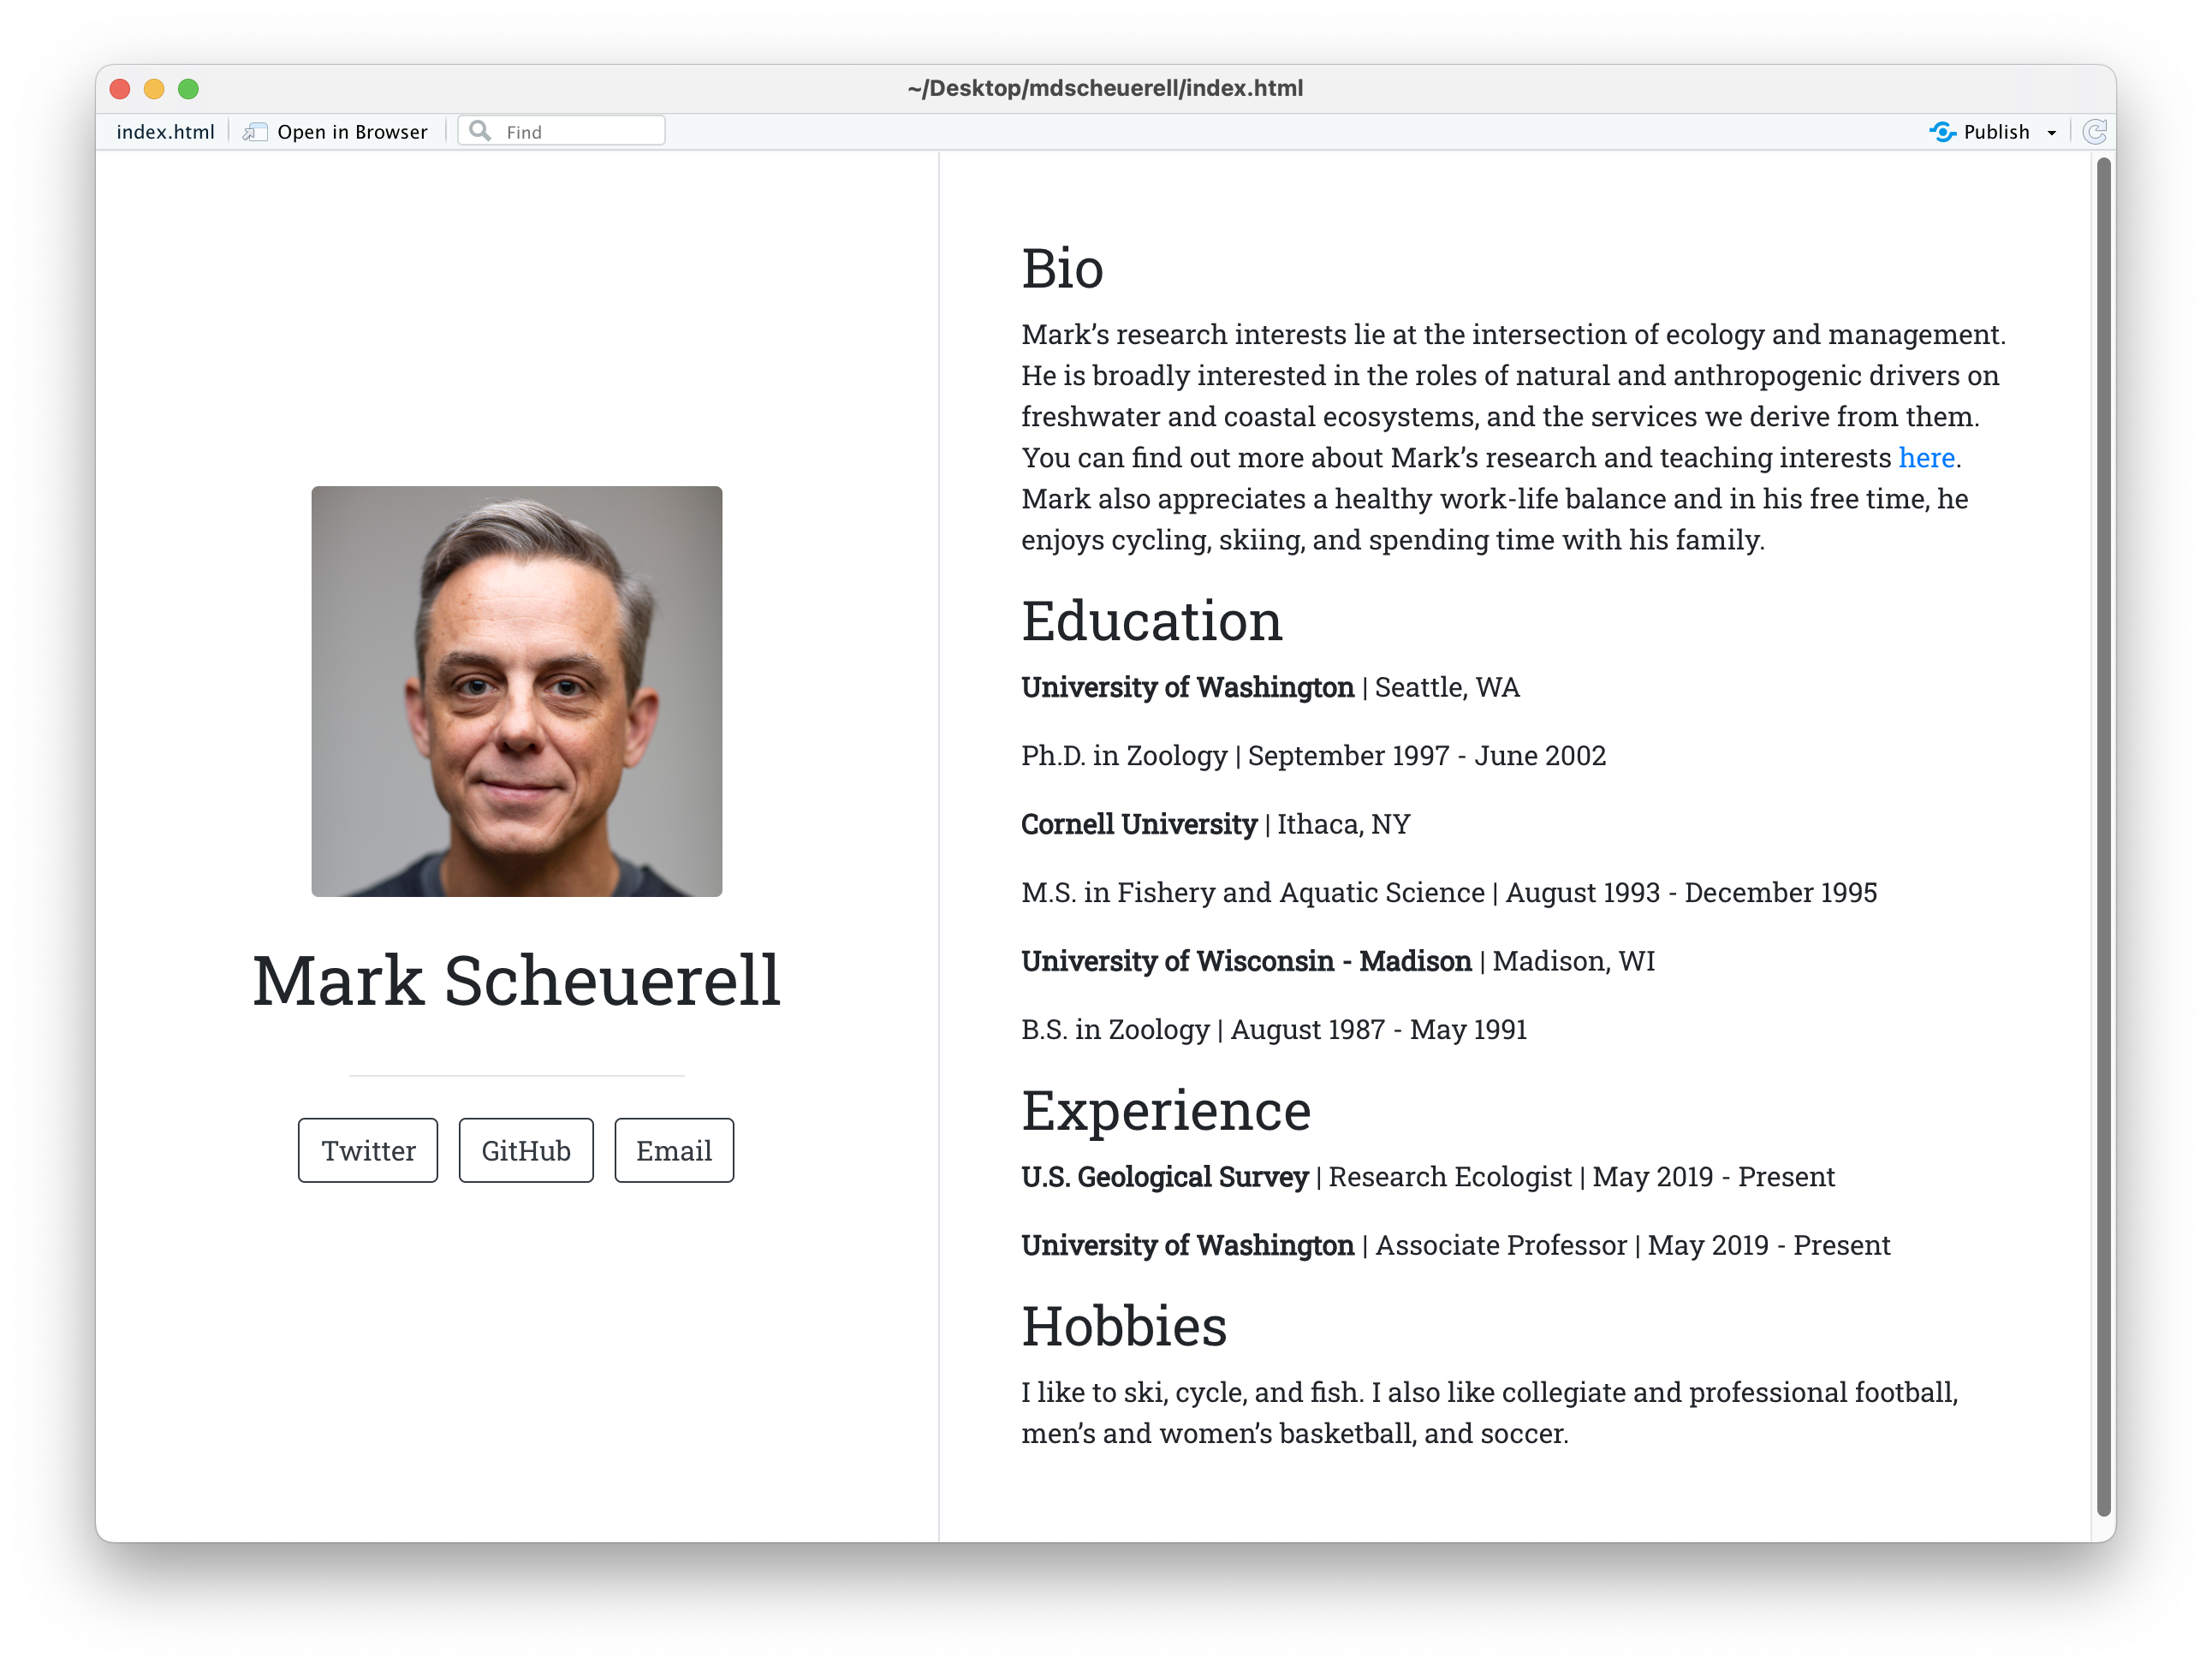 ~/Desktop/mdscheuerell/index.html
index.html
Open in Browser
Find
Publish
Mark Scheuerell
Twitter
GitHub
Email
Bio
Mark’s research interests lie at the intersection of ecology and management.
He is broadly interested in the roles of natural and anthropogenic drivers on
freshwater and coastal ecosystems, and the services we derive from them.
You can find out more about Mark’s research and teaching interests here.
Mark also appreciates a healthy work-life balance and in his free time, he
enjoys cycling, skiing, and spending time with his family.
Education
University of Washington | Seattle, WA
Ph.D. in Zoology | September 1997 - June 2002
Cornell University | Ithaca, NY
M.S. in Fishery and Aquatic Science | August 1993 - December 1995
University of Wisconsin - Madison | Madison, WI
B.S. in Zoology | August 1987 - May 1991
Experience
U.S. Geological Survey | Research Ecologist | May 2019 - Present
University of Washington | Associate Professor | May 2019 - Present
Hobbies
I like to ski, cycle, and fish. I also like collegiate and professional football,
men’s and women’s basketball, and soccer.